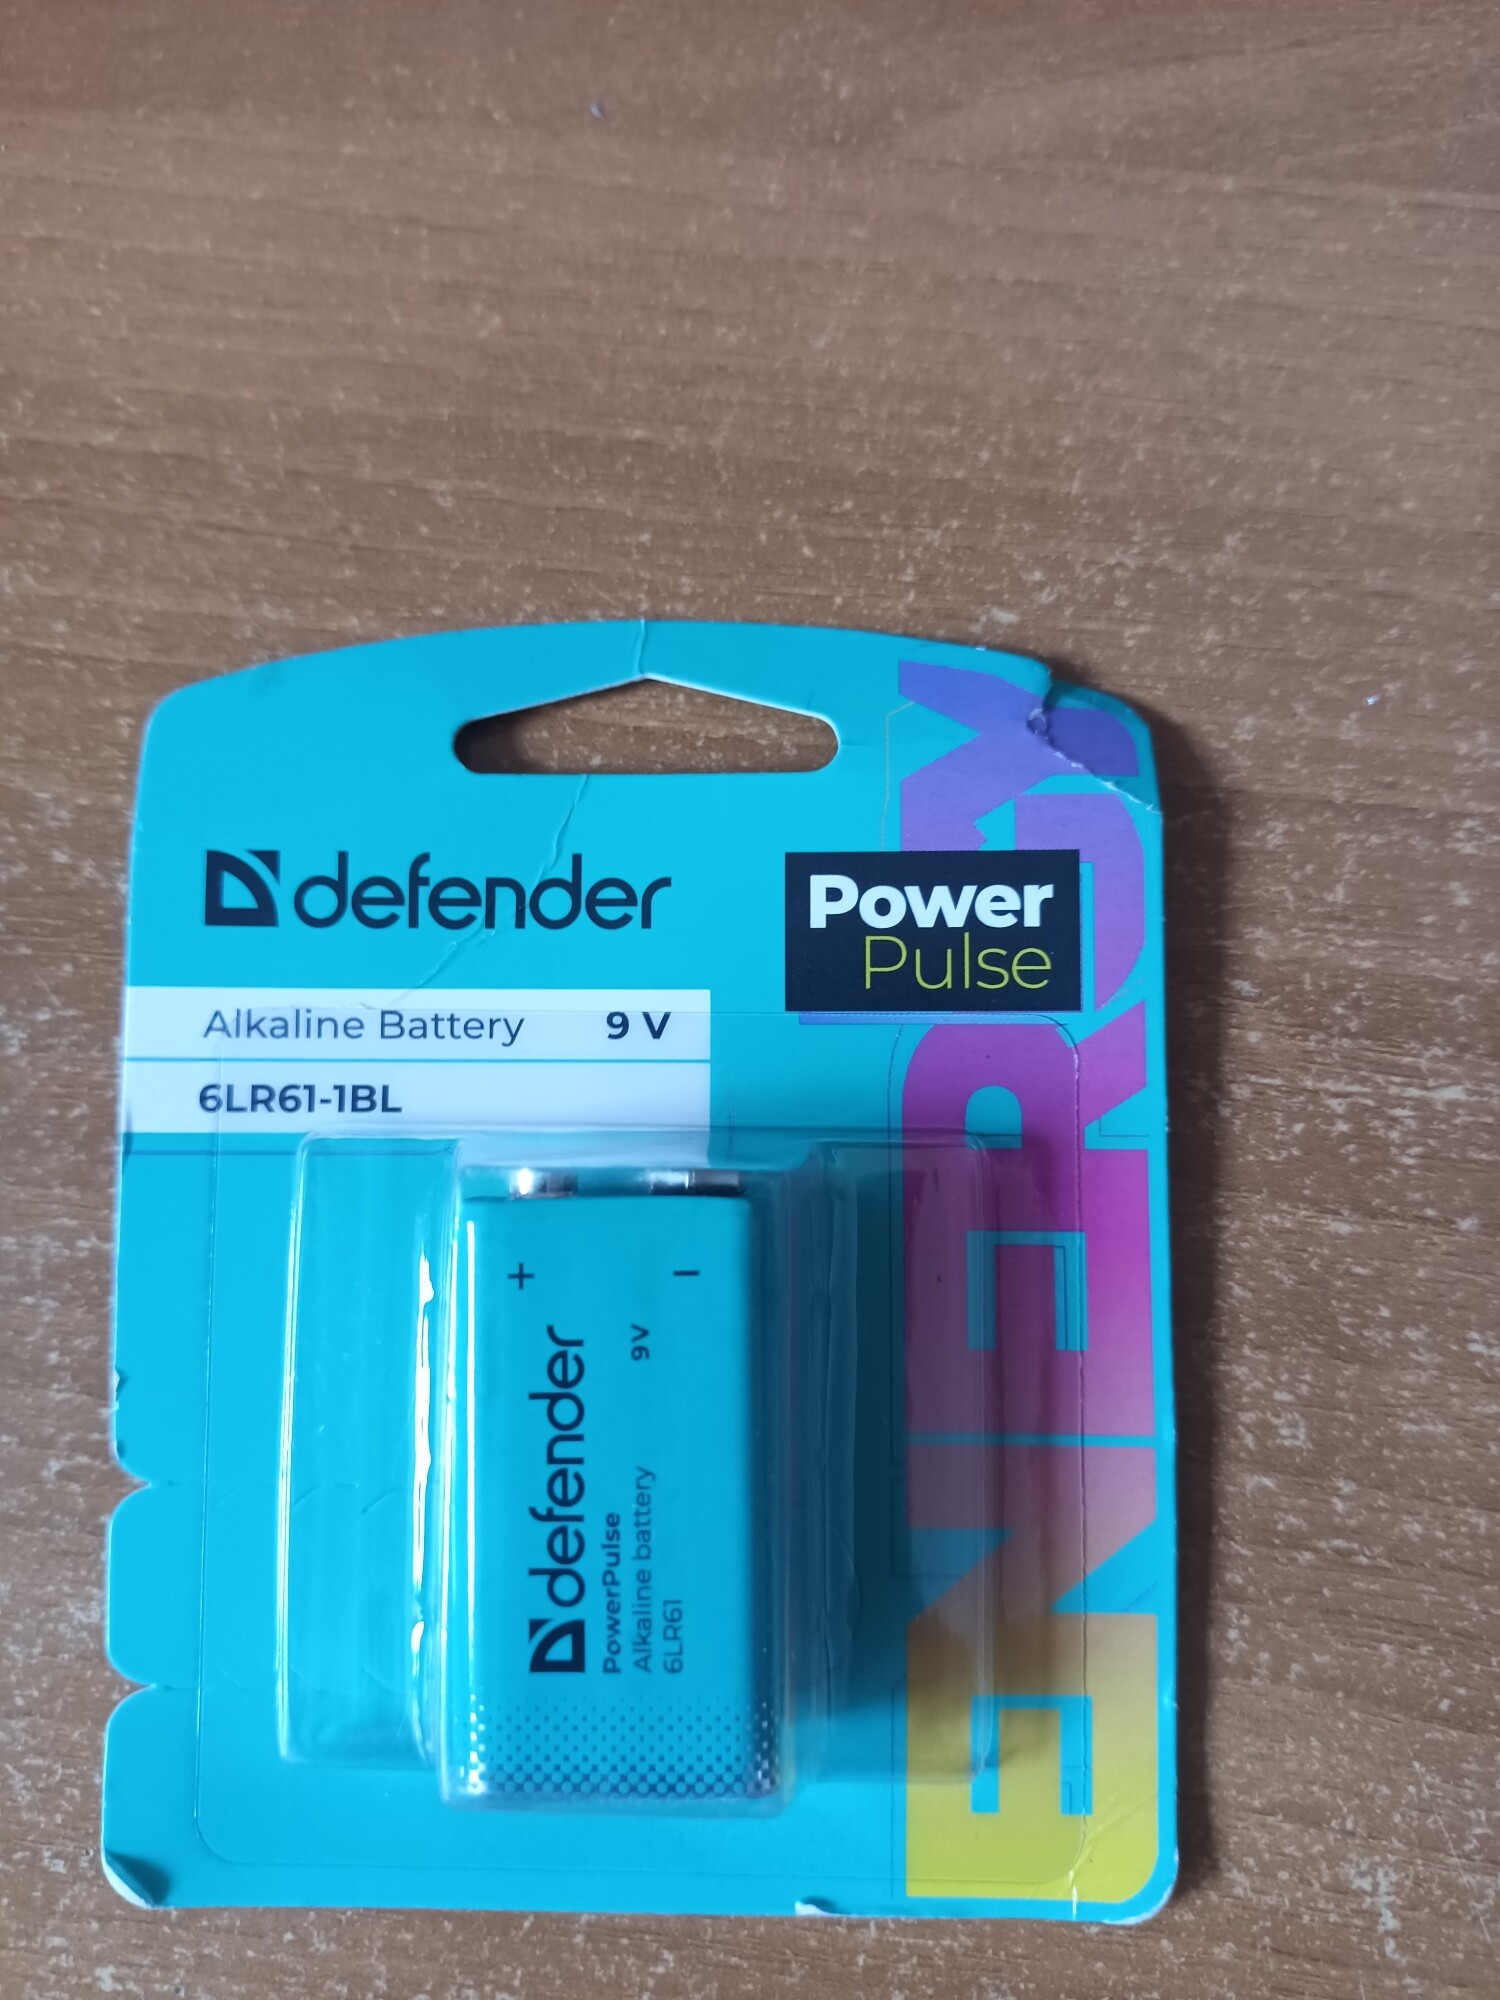 defender
Power
Pulse
Alkaline Battery 9 V
6LR61-1BL
ENERGY
+ −
defender
PowerPulse
Alkaline battery 9V
6LR61